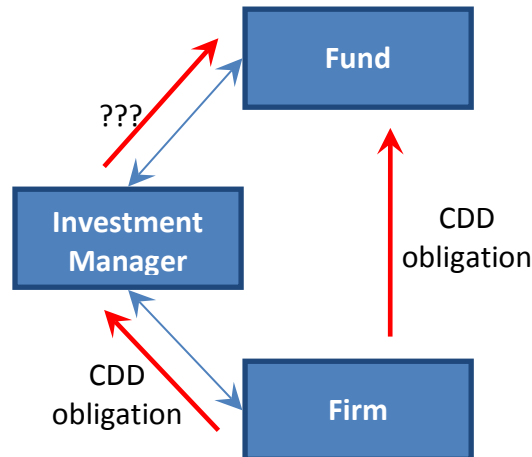 Fund
???
Investment
Manager
CDD
obligation
CDD
obligation
Firm